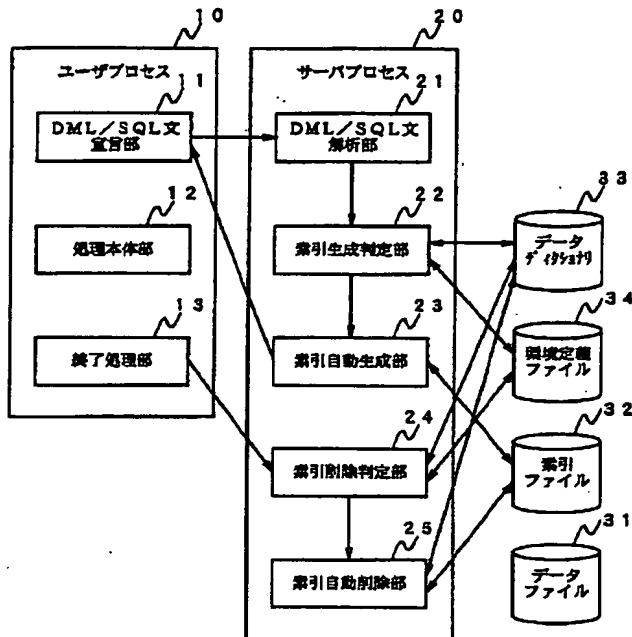 １０
２０
ユーザプロセス
サーバプロセス
１１
２１
ＤＭＬ／ＳＱＬ文
宣言部
ＤＭＬ／ＳＱＬ文
解析部
３３
１２
２２
データ
ディクショナリ
処理本体部
索引生成判定部
３４
１３
２３
環境定義
ファイル
終了処理部
索引自動生成部
３２
２４
索引
ファイル
索引削除判定部
３１
２５
データ
ファイル
索引自動削除部